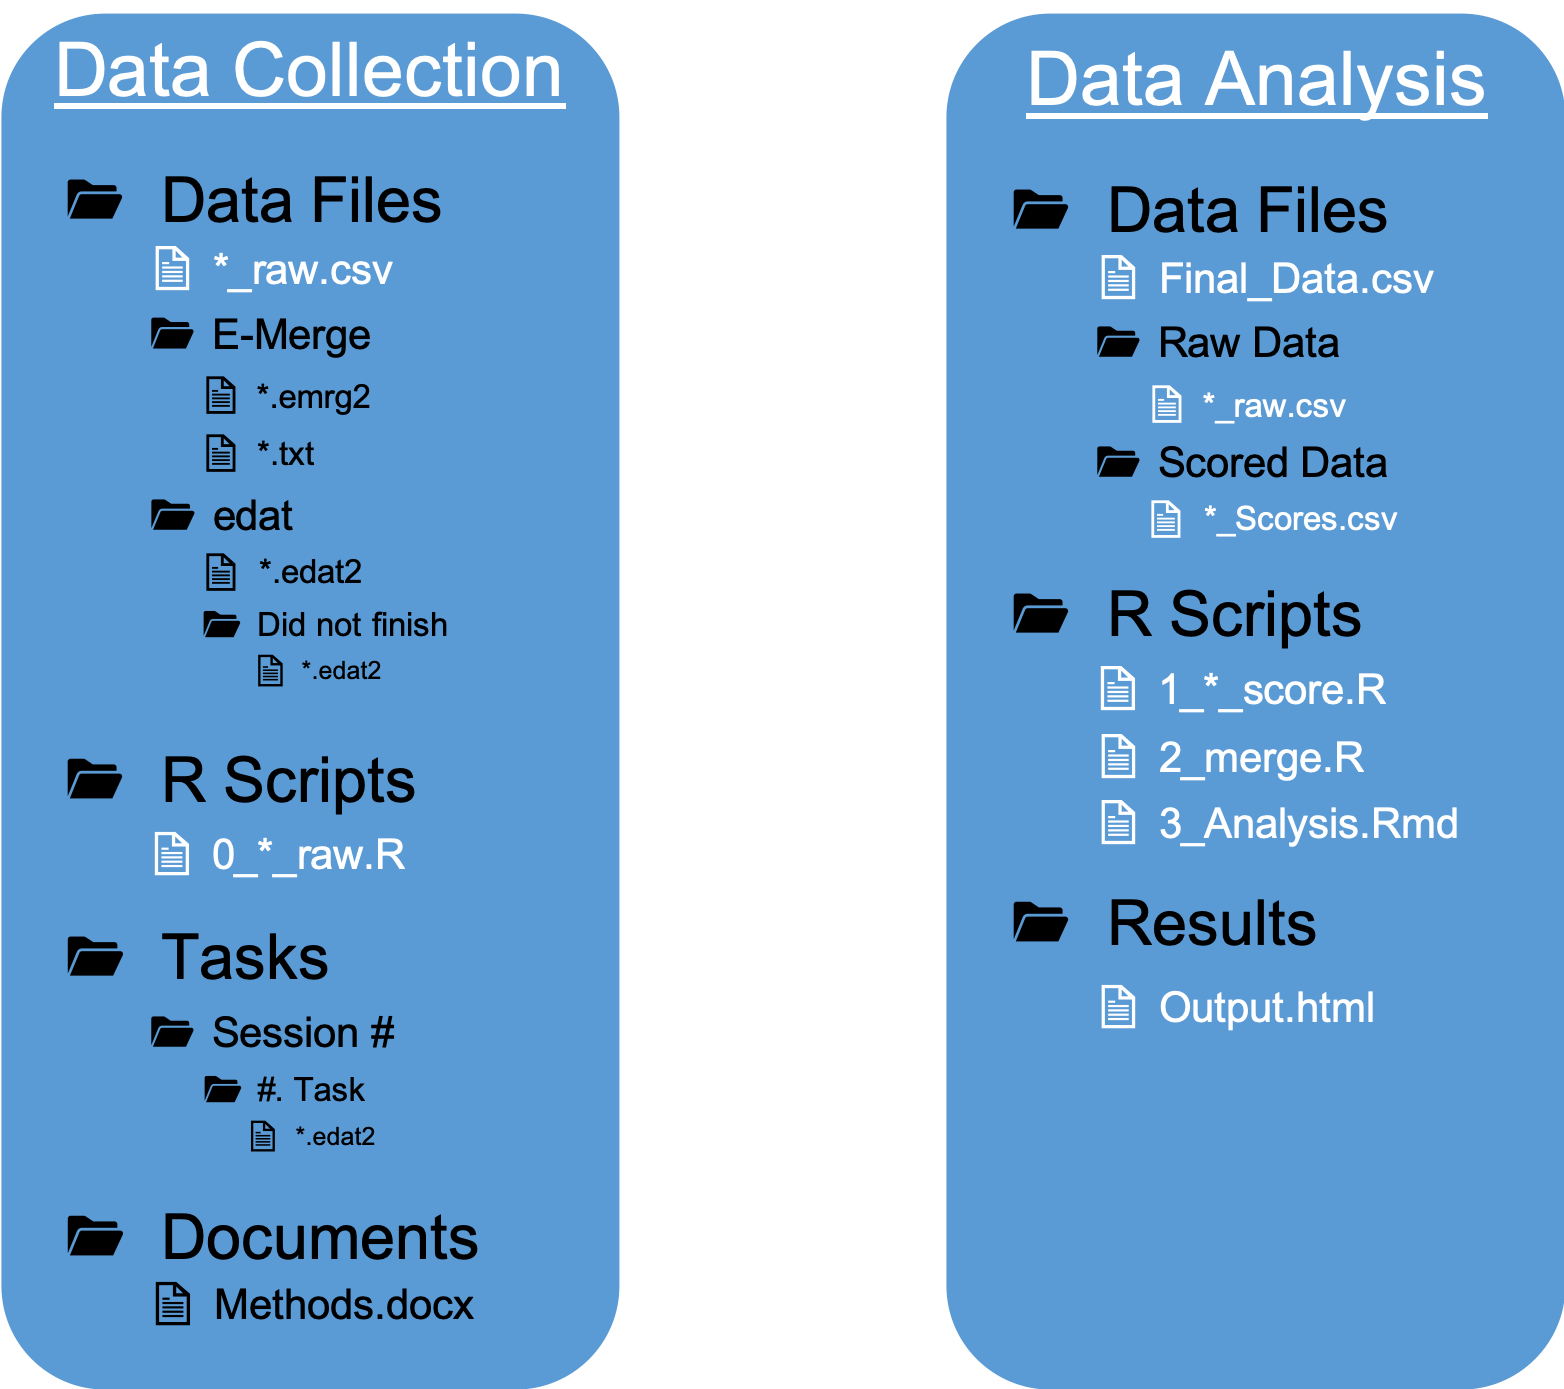 Data Collection
Data Files
*_raw.csv
E-Merge
*.emrg2
*.txt
edat
*.edat2
Did not finish
*.edat2
R Scripts
0_*_raw.R
Tasks
Session #
#. Task
*.edat2
Documents
Methods.docx
Data Analysis
Data Files
Final_Data.csv
Raw Data
*_raw.csv
Scored Data
*_Scores.csv
R Scripts
1_*_score.R
2_merge.R
3_Analysis.Rmd
Results
Output.html